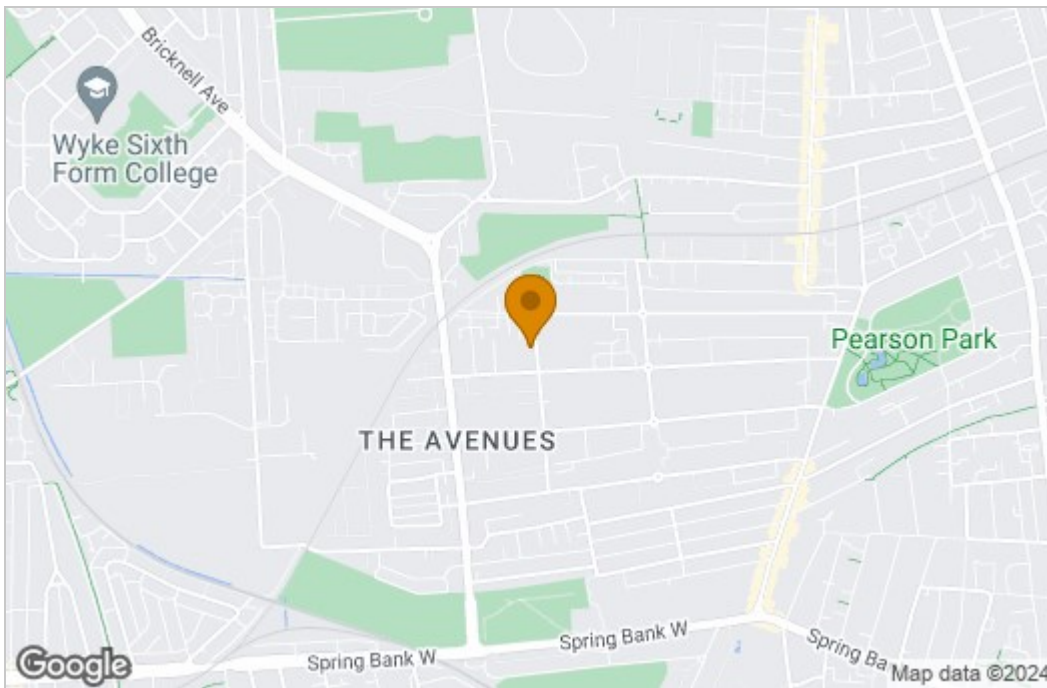 Bricknell Ave
Wyke Sixth
Form College
Pearson Park
THE AVENUES
Spring Bank W
Spring Bank W
Spring Ba
Google
Map data ©2024